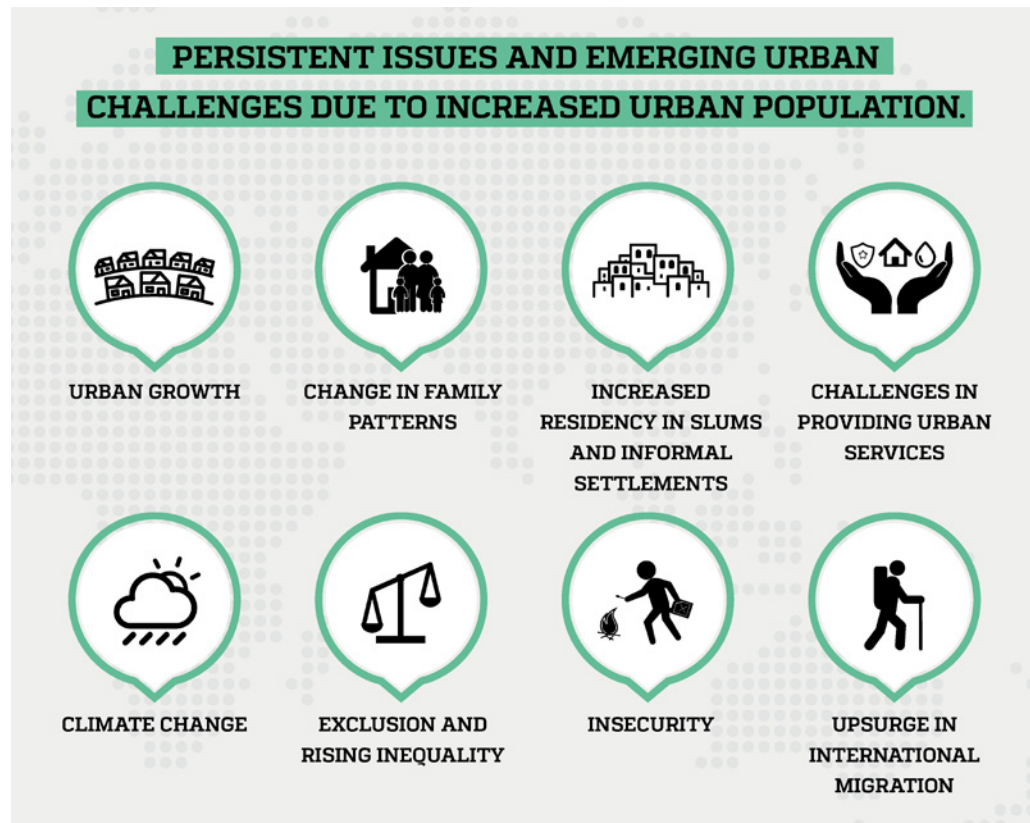 PERSISTENT ISSUES AND EMERGING URBAN
CHALLENGES DUE TO INCREASED URBAN POPULATION.
URBAN GROWTH
CHANGE IN FAMILY
PATTERNS
INCREASED
RESIDENCY IN SLUMS
AND INFORMAL
SETTLEMENTS
CHALLENGES IN
PROVIDING URBAN
SERVICES
CLIMATE CHANGE
EXCLUSION AND
RISING INEQUALITY
INSECURITY
UPSURGE IN
INTERNATIONAL
MIGRATION